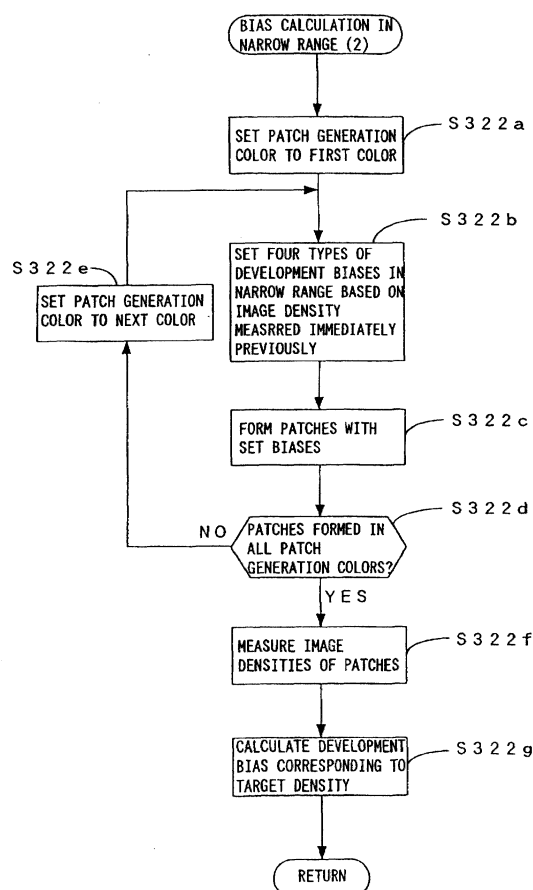 BIAS CALCULATION IN
NARROW RANGE (2)
S322a
SET PATCH GENERATION
COLOR TO FIRST COLOR
S322b
SET FOUR TYPES OF
DEVELOPMENT BIASES IN
NARROW RANGE BASED ON
IMAGE DENSITY
MEASRRED IMMEDIATELY
PREVIOUSLY
S322e
SET PATCH GENERATION
COLOR TO NEXT COLOR
S322c
FORM PATCHES WITH
SET BIASES
S322d
NO
PATCHES FORMED IN
ALL PATCH
GENERATION COLORS?
YES
S322f
MEASURE IMAGE
DENSITIES OF PATCHES
S322g
CALCULATE DEVELOPMENT
BIAS CORRESPONDING TO
TARGET DENSITY
RETURN